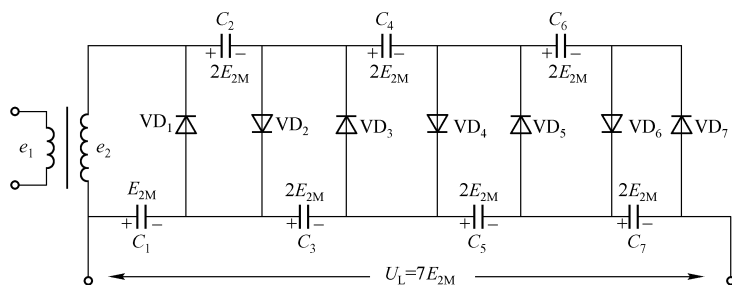 C₂ C₄ C₆
+ − + − + −
2E₂M 2E₂M 2E₂M
e₁ e₂ VD₁ VD₂ VD₃ VD₄ VD₅ VD₆ VD₇
E₂M 2E₂M 2E₂M 2E₂M
+ − + − + − + −
C₁ C₃ C₅ C₇
U_L=7E₂M